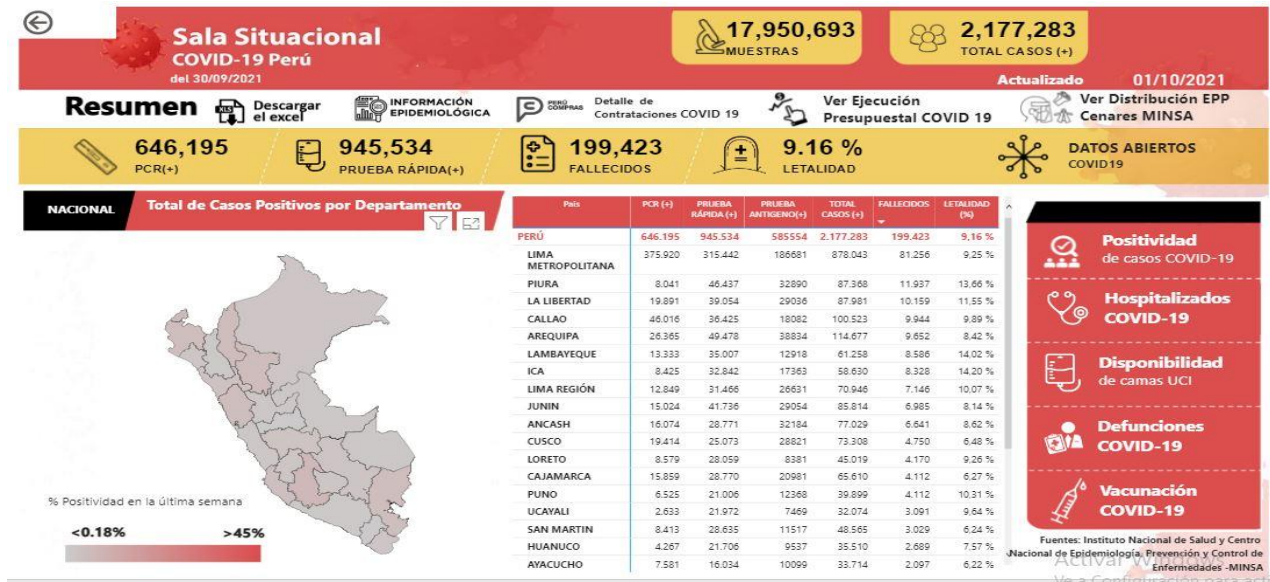 Sala Situacional
COVID-19 Perú
del 30/09/2021
17,950,693
MUESTRAS
2,177,283
TOTAL CASOS (+)
Actualizado 01/10/2021
Resumen
Descargar
el excel
INFORMACIÓN
EPIDEMIOLÓGICA
PERÚ
COMPRAS
Detalle de
Contrataciones COVID 19
Ver Ejecución
Presupuestal COVID 19
Ver Distribución EPP
Cenares MINSA
646,195
PCR(+)
945,534
PRUEBA RÁPIDA(+)
199,423
FALLECIDOS
9.16 %
LETALIDAD
DATOS ABIERTOS
COVID19
NACIONAL
Total de Casos Positivos por Departamento
% Positividad en la última semana
<0.18% >45%
País PCR (+) PRUEBA RÁPIDA (+) PRUEBA ANTIGENO(+) TOTAL CASOS (+) FALLECIDOS LETALIDAD (%)
PERÚ 646.195 945.534 585554 2.177.283 199.423 9,16 %
LIMA METROPOLITANA 375.920 315.442 186681 878.043 81.256 9,25 %
PIURA 8.041 46.437 32890 87.368 11.937 13,66 %
LA LIBERTAD 19.891 39.054 29036 87.981 10.159 11,55 %
CALLAO 46.016 36.425 18082 100.523 9.944 9,89 %
AREQUIPA 26.365 49.478 38834 114.677 9.652 8,42 %
LAMBAYEQUE 13.333 35.007 12918 61.258 8.586 14,02 %
ICA 8.425 32.842 17363 58.630 8.328 14,20 %
LIMA REGIÓN 12.849 31.466 26631 70.946 7.146 10,07 %
JUNIN 15.024 41.736 29054 85.814 6.985 8,14 %
ANCASH 16.074 28.771 32184 77.029 6.641 8,62 %
CUSCO 19.414 25.073 28821 73.308 4.750 6,48 %
LORETO 8.579 28.059 8381 45.019 4.170 9,26 %
CAJAMARCA 15.859 28.770 20981 65.610 4.112 6,27 %
PUNO 6.525 21.006 12368 39.899 4.112 10,31 %
UCAYALI 2.633 21.972 7469 32.074 3.091 9,64 %
SAN MARTIN 8.413 28.635 11517 48.565 3.029 6,24 %
HUANUCO 4.267 21.706 9537 35.510 2.689 7,57 %
AYACUCHO 7.581 16.034 10099 33.714 2.097 6,22 %
Positividad
de casos COVID-19
Hospitalizados
COVID-19
Disponibilidad
de camas UCI
Defunciones
COVID-19
Vacunación
COVID-19
Fuentes: Instituto Nacional de Salud y Centro
Nacional de Epidemiología, Prevención y Control de
Enfermedades -MINSA
Activar Windows